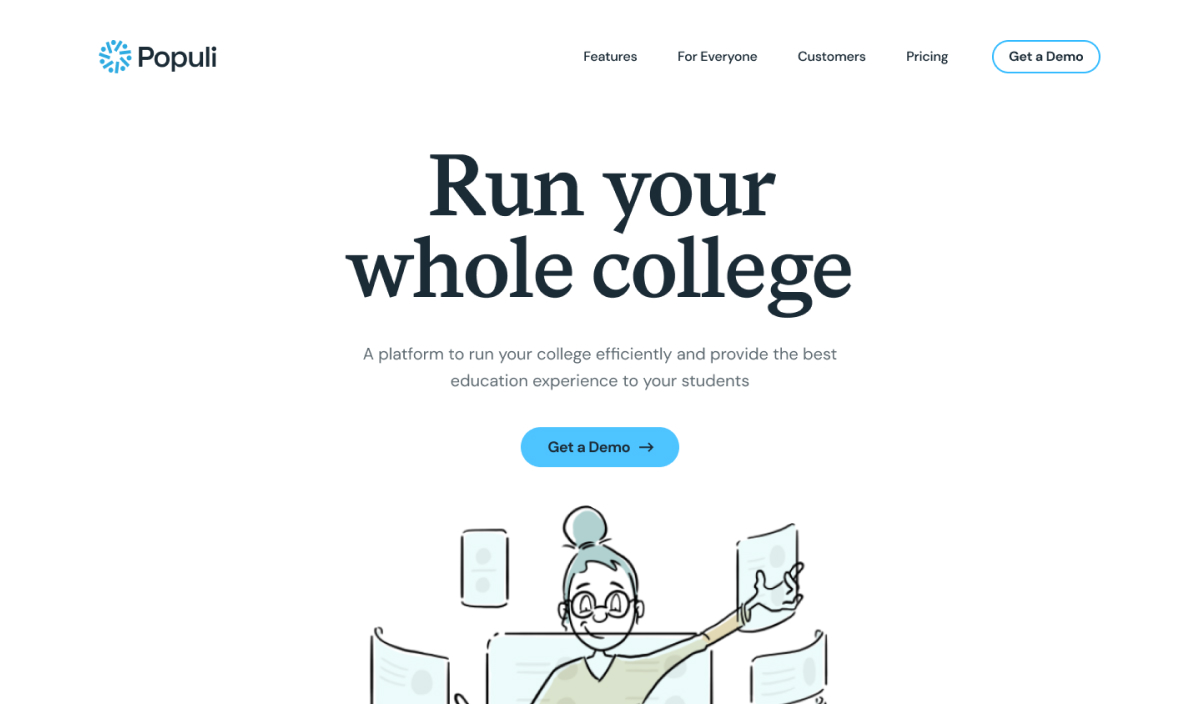 Populi
Features
For Everyone
Customers
Pricing
Get a Demo
Run your
whole college
A platform to run your college efficiently and provide the best
education experience to your students
Get a Demo →